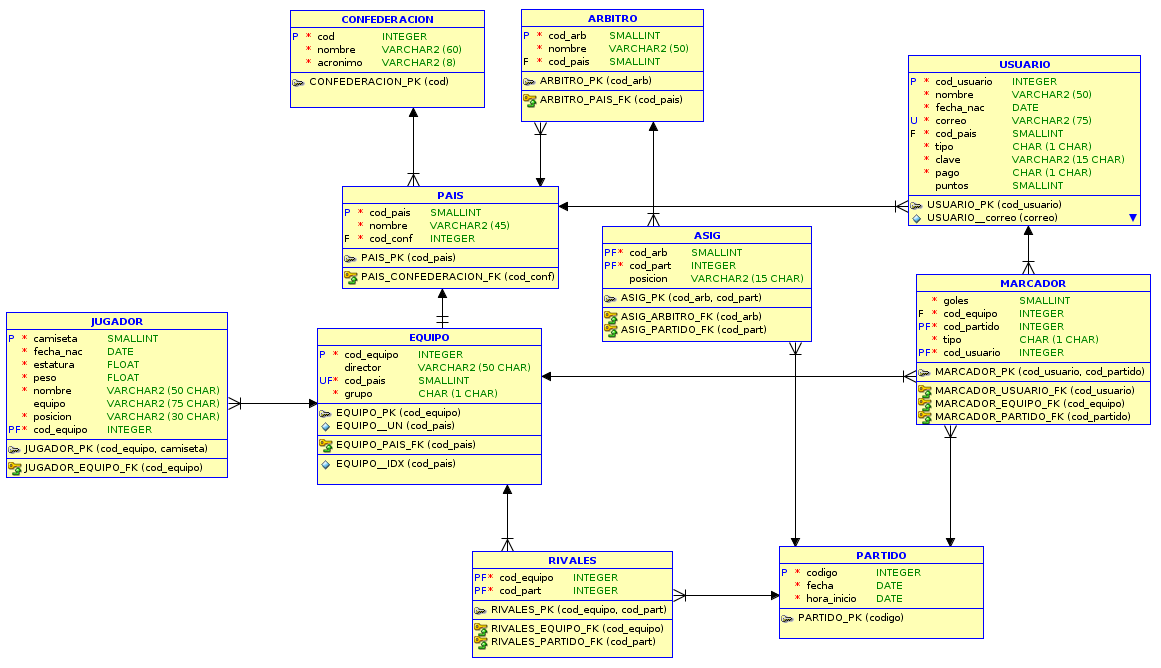 CONFEDERACION
P * cod INTEGER
* nombre VARCHAR2 (60)
* acronimo VARCHAR2 (8)
CONFEDERACION_PK (cod)
ARBITRO
P * cod_arb SMALLINT
* nombre VARCHAR2 (50)
F * cod_pais SMALLINT
ARBITRO_PK (cod_arb)
ARBITRO_PAIS_FK (cod_pais)
USUARIO
P * cod_usuario INTEGER
* nombre VARCHAR2 (50)
* fecha_nac DATE
U * correo VARCHAR2 (75)
F * cod_pais SMALLINT
* tipo CHAR (1 CHAR)
* clave VARCHAR2 (15 CHAR)
* pago CHAR (1 CHAR)
puntos SMALLINT
USUARIO_PK (cod_usuario)
USUARIO__correo (correo)
PAIS
P * cod_pais SMALLINT
* nombre VARCHAR2 (45)
F * cod_conf INTEGER
PAIS_PK (cod_pais)
PAIS_CONFEDERACION_FK (cod_conf)
ASIG
PF* cod_arb SMALLINT
PF* cod_part INTEGER
posicion VARCHAR2 (15 CHAR)
ASIG_PK (cod_arb, cod_part)
ASIG_ARBITRO_FK (cod_arb)
ASIG_PARTIDO_FK (cod_part)
MARCADOR
* goles SMALLINT
F * cod_equipo INTEGER
PF* cod_partido INTEGER
* tipo CHAR (1 CHAR)
PF* cod_usuario INTEGER
MARCADOR_PK (cod_usuario, cod_partido)
MARCADOR_USUARIO_FK (cod_usuario)
MARCADOR_EQUIPO_FK (cod_equipo)
MARCADOR_PARTIDO_FK (cod_partido)
JUGADOR
P * camiseta SMALLINT
* fecha_nac DATE
* estatura FLOAT
* peso FLOAT
* nombre VARCHAR2 (50 CHAR)
equipo VARCHAR2 (75 CHAR)
* posicion VARCHAR2 (30 CHAR)
PF* cod_equipo INTEGER
JUGADOR_PK (cod_equipo, camiseta)
JUGADOR_EQUIPO_FK (cod_equipo)
EQUIPO
P * cod_equipo INTEGER
director VARCHAR2 (50 CHAR)
UF* cod_pais SMALLINT
* grupo CHAR (1 CHAR)
EQUIPO_PK (cod_equipo)
EQUIPO__UN (cod_pais)
EQUIPO_PAIS_FK (cod_pais)
EQUIPO__IDX (cod_pais)
RIVALES
PF* cod_equipo INTEGER
PF* cod_part INTEGER
RIVALES_PK (cod_equipo, cod_part)
RIVALES_EQUIPO_FK (cod_equipo)
RIVALES_PARTIDO_FK (cod_part)
PARTIDO
P * codigo INTEGER
* fecha DATE
* hora_inicio DATE
PARTIDO_PK (codigo)